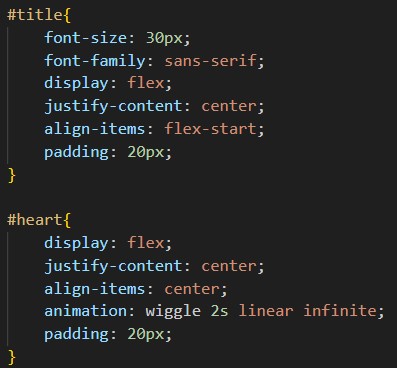 #title{
    font-size: 30px;
    font-family: sans-serif;
    display: flex;
    justify-content: center;
    align-items: flex-start;
    padding: 20px;
}

#heart{
    display: flex;
    justify-content: center;
    align-items: center;
    animation: wiggle 2s linear infinite;
    padding: 20px;
}